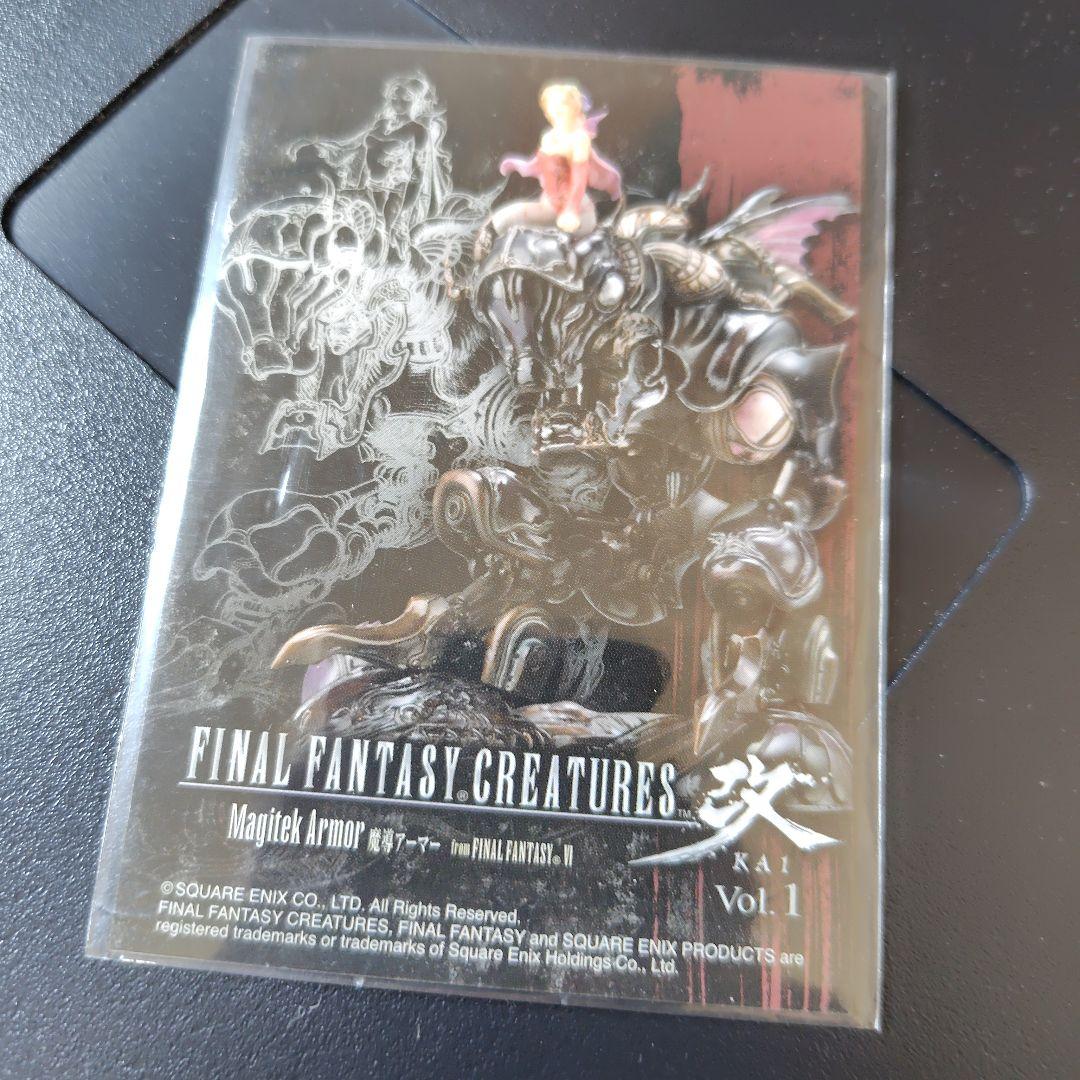 FINAL FANTASY® CREATURES™ 改
KAI
Magitek Armor 魔導アーマー from FINAL FANTASY® VI
Vol. 1
©SQUARE ENIX CO., LTD. All Rights Reserved.
FINAL FANTASY CREATURES, FINAL FANTASY and SQUARE ENIX PRODUCTS are
registered trademarks or trademarks of Square Enix Holdings Co., Ltd.